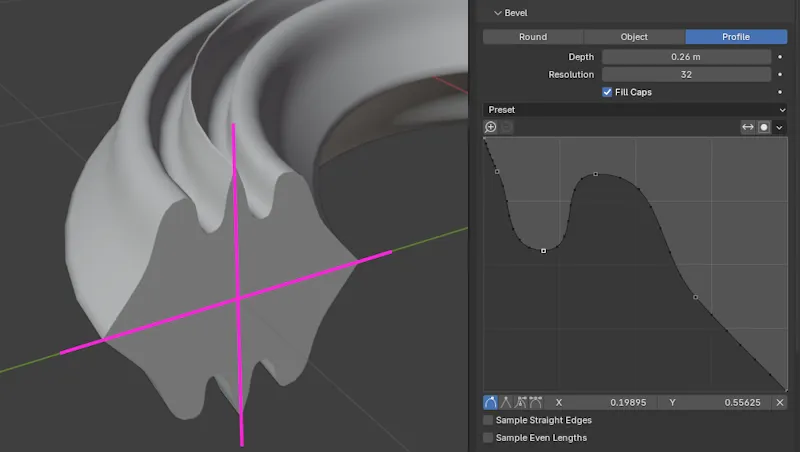 Bevel
Round Object Profile
Depth 0.26 m
Resolution 32
Fill Caps
Preset
X 0.19895 Y 0.55625
Sample Straight Edges
Sample Even Lengths